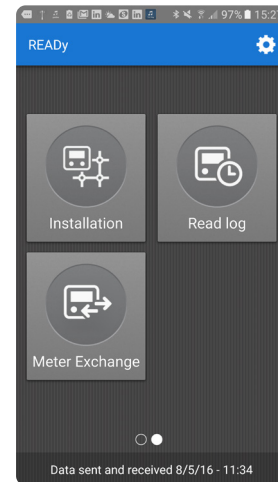 97% 15:27
READy
Installation
Read log
Meter Exchange
Data sent and received 8/5/16 - 11:34